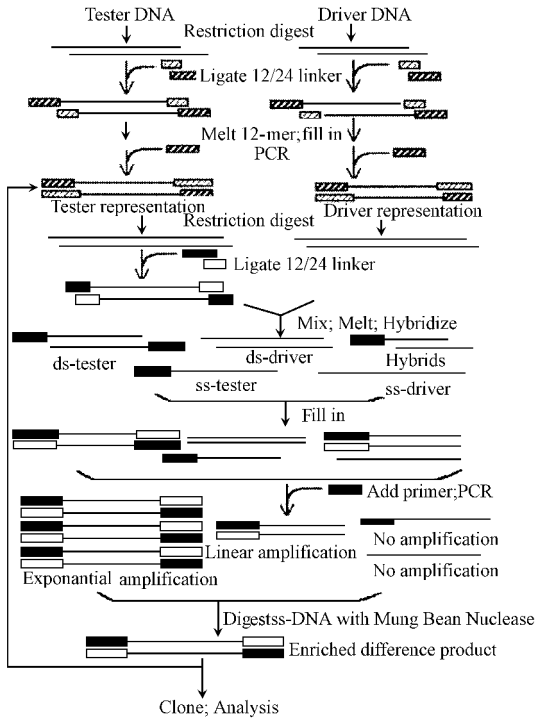 Tester DNA
Driver DNA
Restriction digest
Ligate 12/24 linker
Melt 12-mer;fill in
PCR
Tester representation
Driver representation
Restriction digest
Ligate 12/24 linker
Mix; Melt; Hybridize
ds-tester
ds-driver
Hybrids
ss-tester
ss-driver
Fill in
Add primer;PCR
Linear amplification
No amplification
Exponantial amplification
No amplification
Digestss-DNA with Mung Bean Nuclease
Enriched difference product
Clone; Analysis